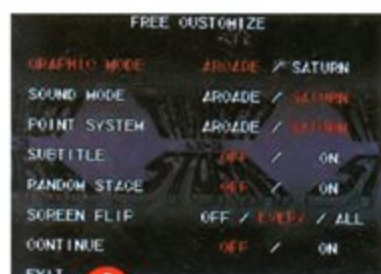 FREE CUSTOMIZE
GRAPHIC MODE ARCADE / SATURN
SOUND MODE ARCADE / SATURN
POINT SYSTEM ARCADE / SATURN
SUBTITLE OFF / ON
RANDOM STAGE OFF / ON
SCREEN FLIP OFF / EVERY / ALL
CONTINUE OFF / ON
EXIT